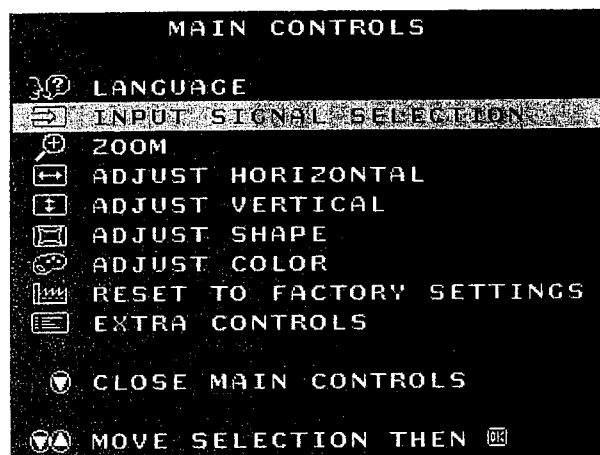 MAIN CONTROLS
LANGUAGE
INPUT SIGNAL SELECTION
ZOOM
ADJUST HORIZONTAL
ADJUST VERTICAL
ADJUST SHAPE
ADJUST COLOR
RESET TO FACTORY SETTINGS
EXTRA CONTROLS
CLOSE MAIN CONTROLS
MOVE SELECTION THEN OK